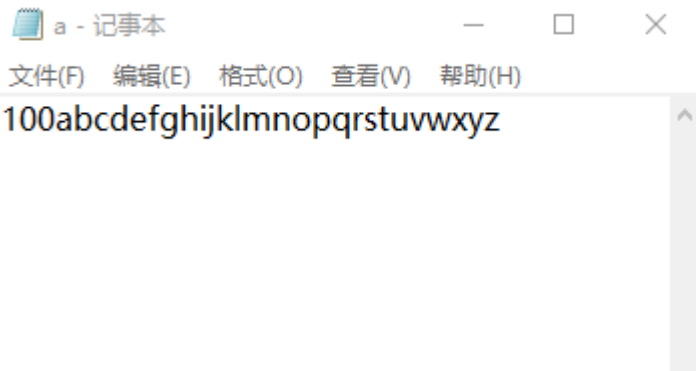 a - 记事本
文件(F) 编辑(E) 格式(O) 查看(V) 帮助(H)
100abcdefghijklmnopqrstuvwxyz